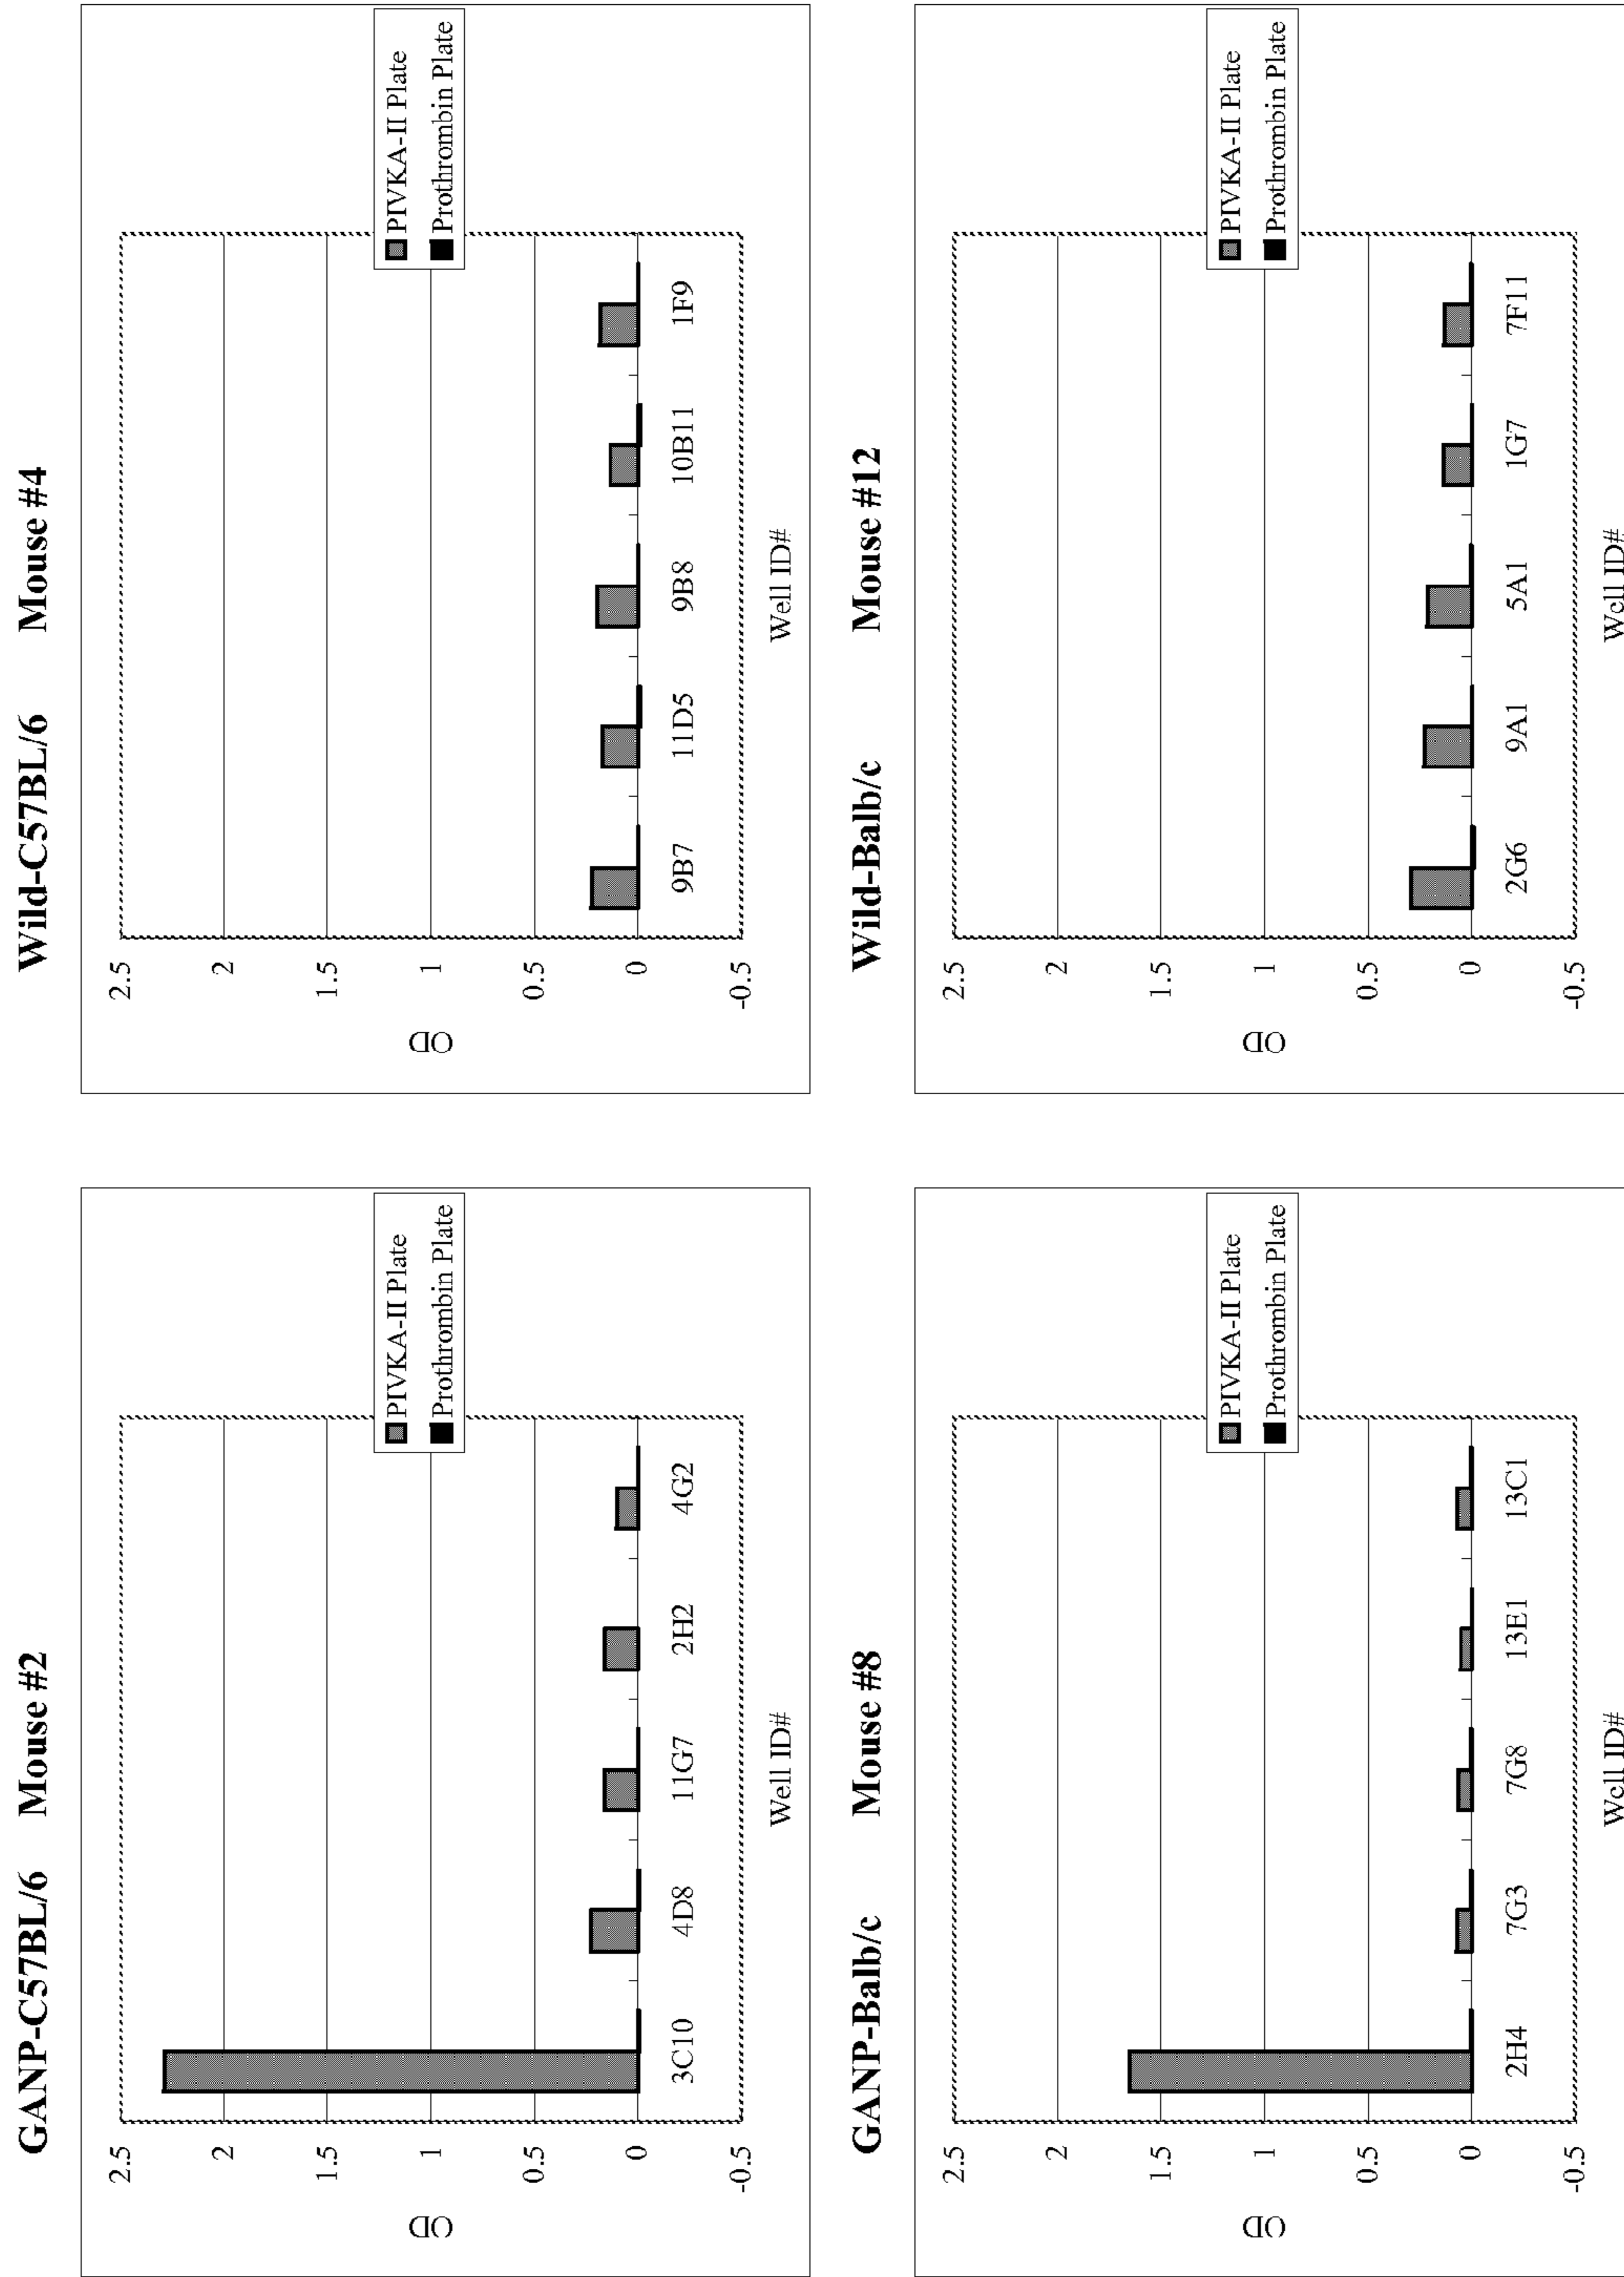 GANP-C57BL/6 Mouse #2
2.5
2
1.5
1
0.5
0
-0.5
OD
PIVKA-II Plate
Prothrombin Plate
3C10 4D8 11G7 2H2 4G2
Well ID#
Wild-C57BL/6 Mouse #4
2.5
2
1.5
1
0.5
0
-0.5
OD
PIVKA-II Plate
Prothrombin Plate
9B7 11D5 9B8 10B11 1F9
Well ID#
GANP-Balb/c Mouse #8
2.5
2
1.5
1
0.5
0
-0.5
OD
PIVKA-II Plate
Prothrombin Plate
2H4 7G3 7G8 13E1 13C1
Well ID#
Wild-Balb/c Mouse #12
2.5
2
1.5
1
0.5
0
-0.5
OD
PIVKA-II Plate
Prothrombin Plate
2G6 9A1 5A1 1G7 7F11
Well ID#